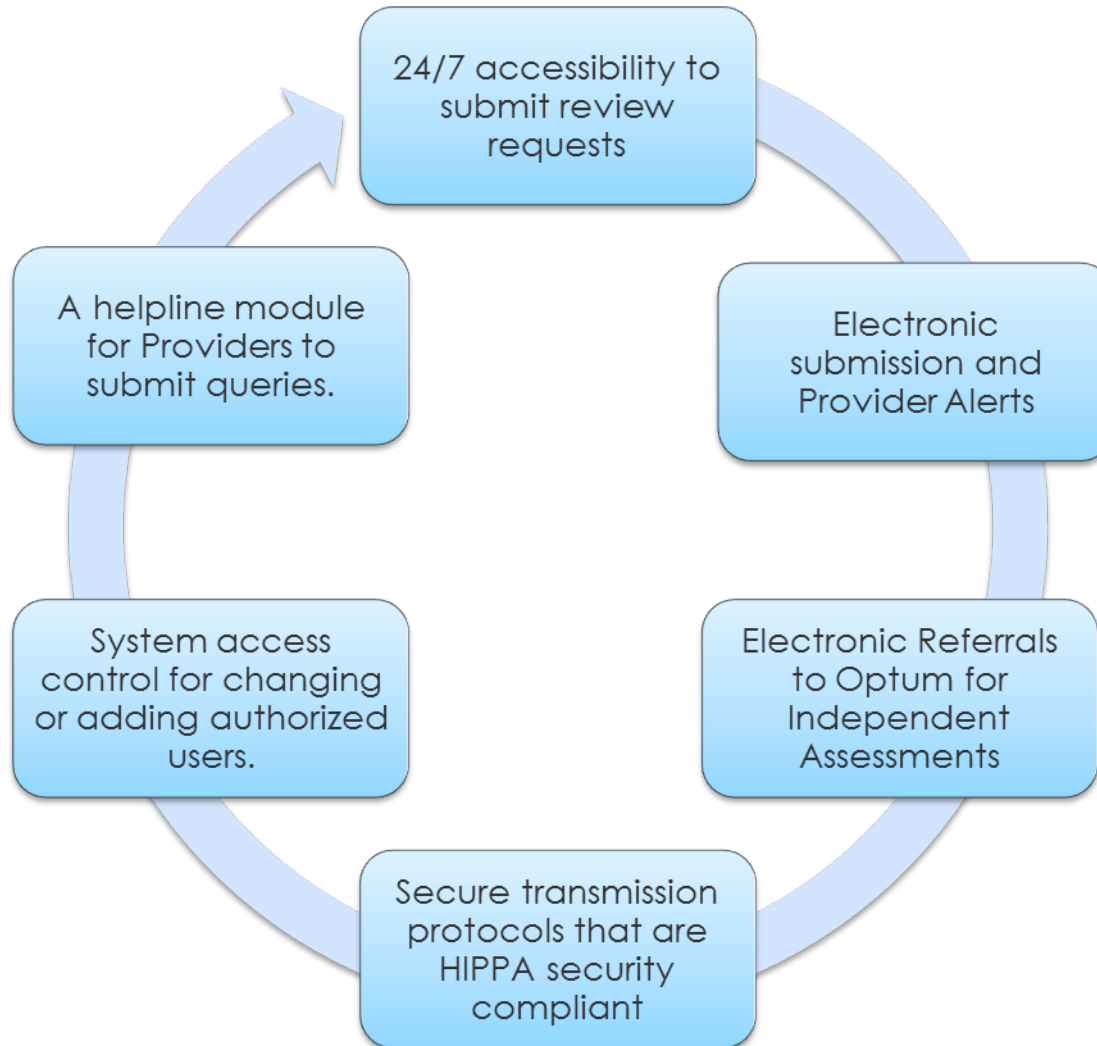 24/7 accessibility to
submit review
requests
Electronic
submission and
Provider Alerts
Electronic Referrals
to Optum for
Independent
Assessments
Secure transmission
protocols that are
HIPPA security
compliant
System access
control for changing
or adding authorized
users.
A helpline module
for Providers to
submit queries.